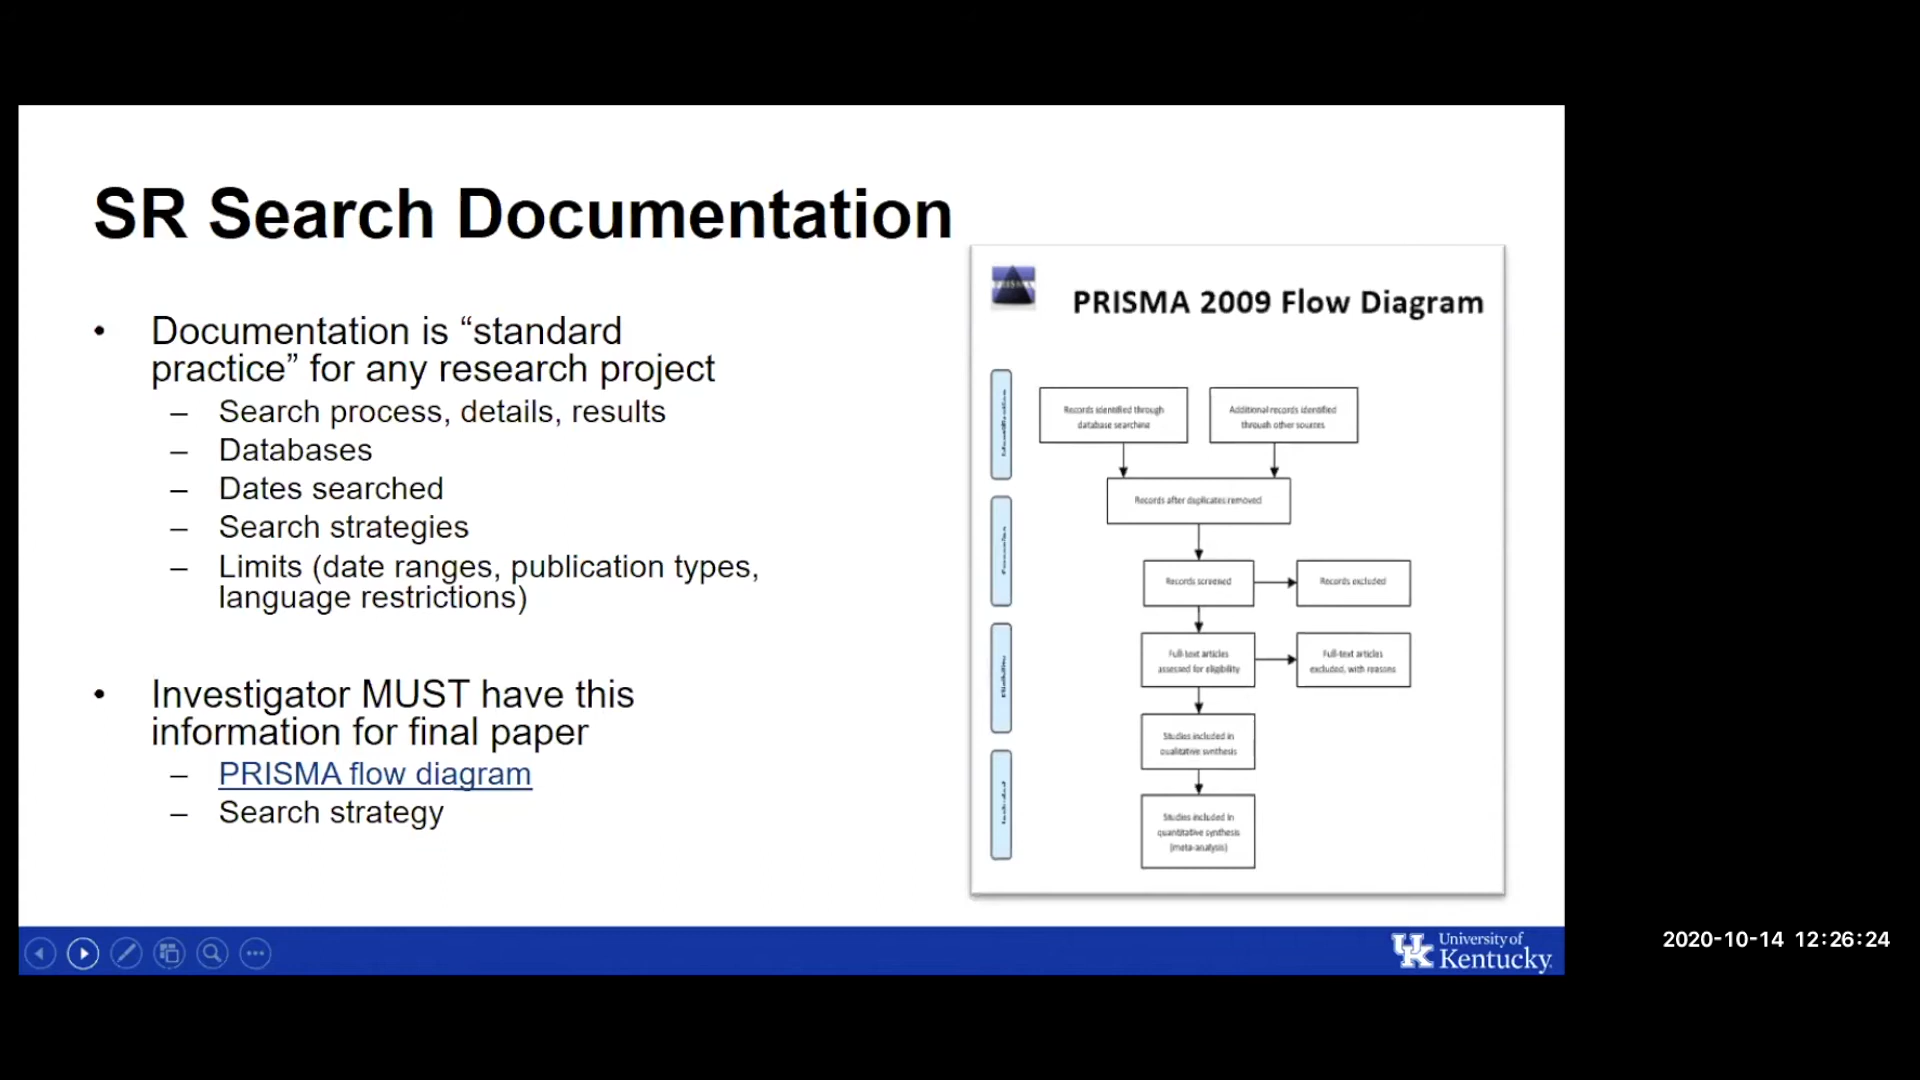 SR Search Documentation
• Documentation is “standard
practice” for any research project
– Search process, details, results
– Databases
– Dates searched
– Search strategies
– Limits (date ranges, publication types,
language restrictions)
• Investigator MUST have this
information for final paper
– PRISMA flow diagram
– Search strategy
PRISMA 2009 Flow Diagram
Records identified through
database searching
Additional records identified
through other sources
Records after duplicates removed
Records screened
Records excluded
Full-text articles
assessed for eligibility
Full-text articles
excluded, with reasons
Studies included in
qualitative synthesis
Studies included in
quantitative synthesis
(meta-analysis)
UK
University of
Kentucky.
2020-10-14 12:26:24